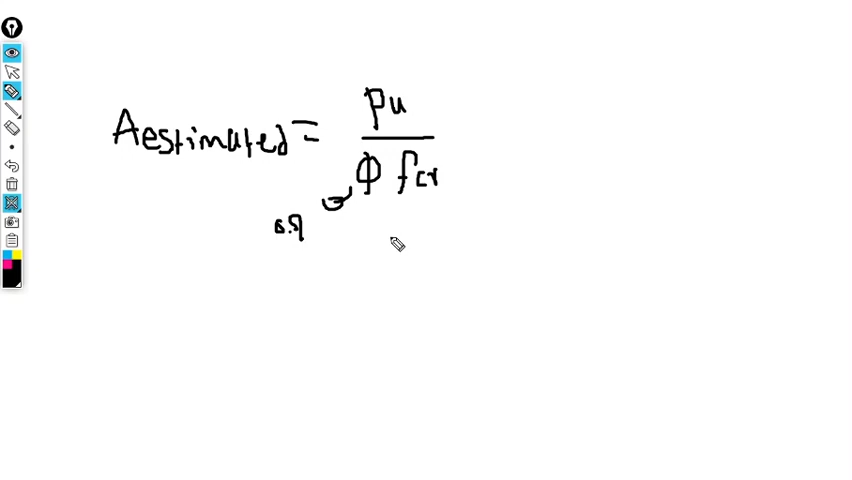 Aestimated = Pu
Φ fcr
0.9